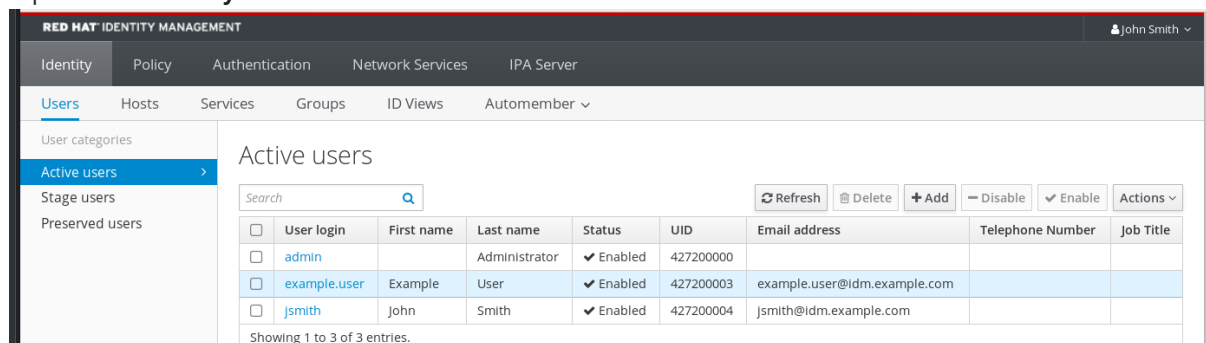 RED HAT® IDENTITY MANAGEMENT John Smith
Identity Policy Authentication Network Services IPA Server
Users Hosts Services Groups ID Views Automember
User categories
Active users
Stage users
Preserved users
Active users
Search Refresh Delete Add Disable Enable Actions
User login First name Last name Status UID Email address Telephone Number Job Title
admin Administrator Enabled 427200000
example.user Example User Enabled 427200003 example.user@idm.example.com
jsmith John Smith Enabled 427200004 jsmith@idm.example.com
Showing 1 to 3 of 3 entries.